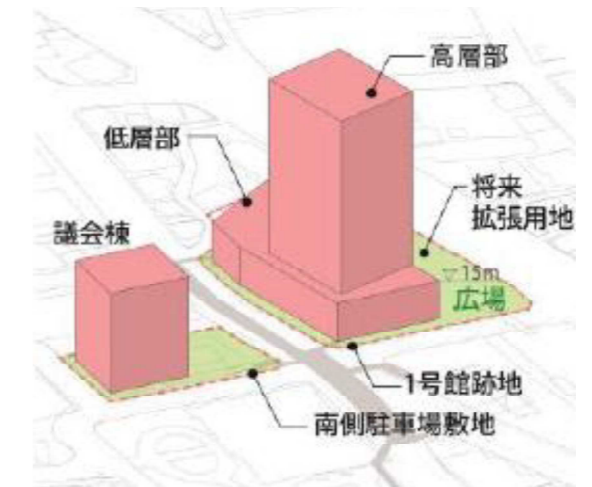 高層部
低層部
将来
拡張用地
議会棟
▽15m
広場
1号館跡地
南側駐車場敷地